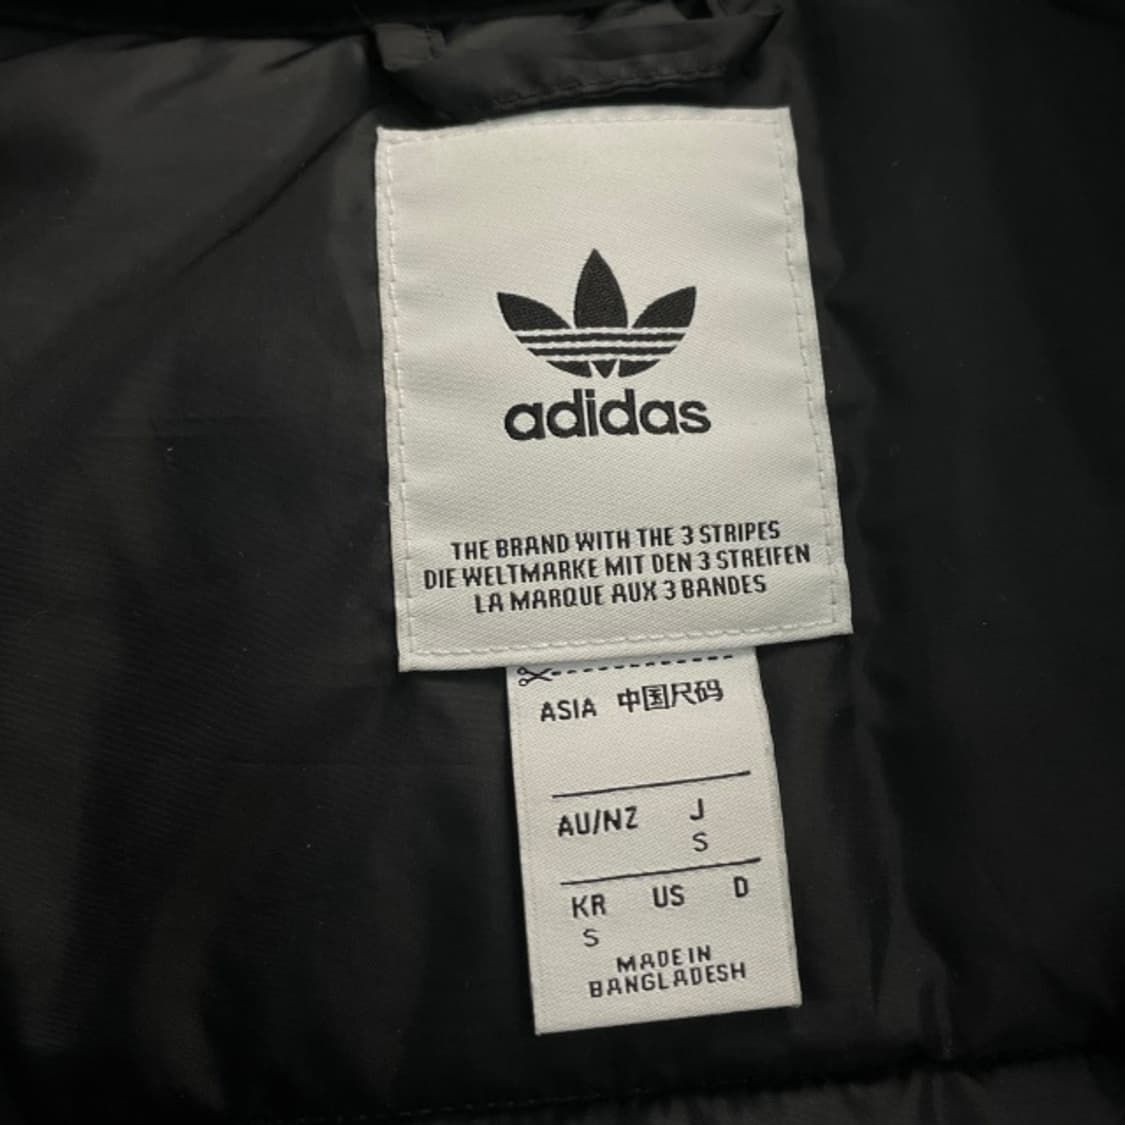 adidas
THE BRAND WITH THE 3 STRIPES
DIE WELTMARKE MIT DEN 3 STREIFEN
LA MARQUE AUX 3 BANDES
ASIA 中国尺码
AU/NZ J
S
KR US D
S
MADE IN
BANGLADESH